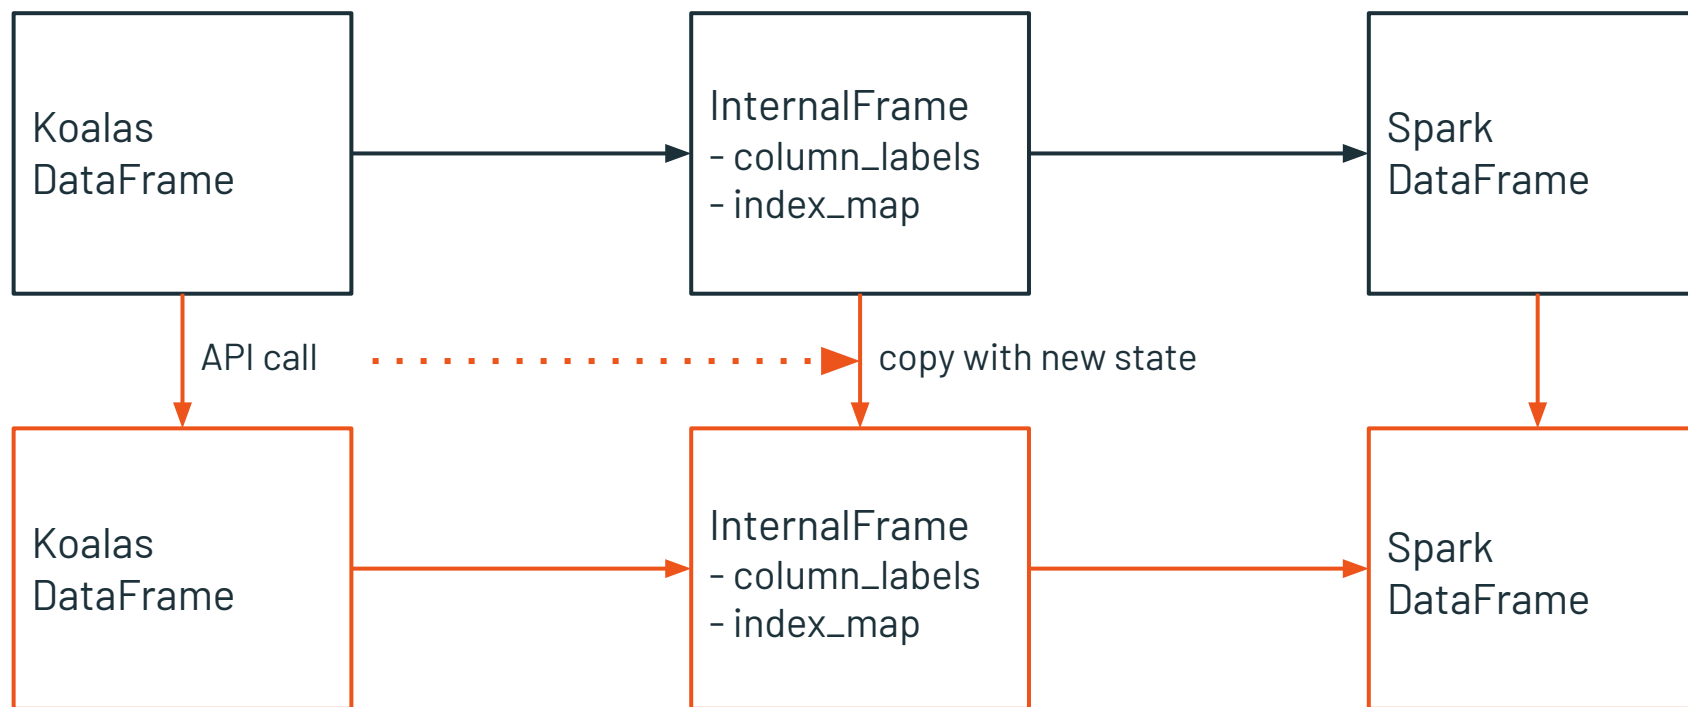 Koalas
DataFrame
InternalFrame
- column_labels
- index_map
Spark
DataFrame
API call
copy with new state
Koalas
DataFrame
InternalFrame
- column_labels
- index_map
Spark
DataFrame